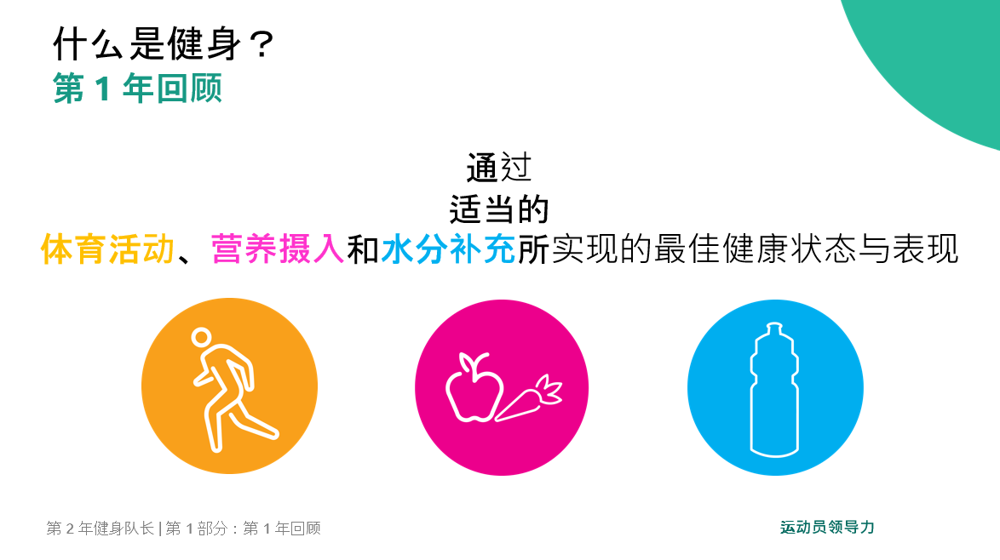 什么是健身？
第 1 年回顾
通过
适当的
体育活动、营养摄入和水分补充所实现的最佳健康状态与表现
第 2 年健身队长 | 第 1 部分：第 1 年回顾
运动员领导力